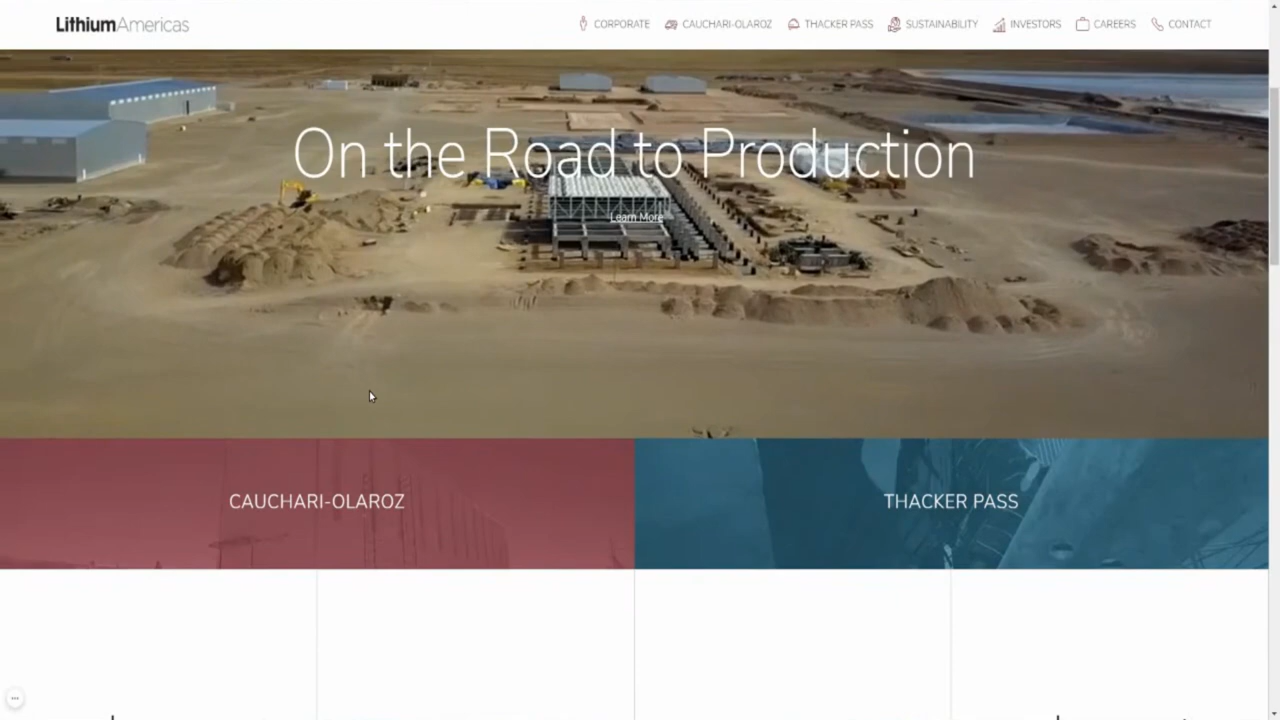 LithiumAmericas
CORPORATE
CAUCHARI-OLAROZ
THACKER PASS
SUSTAINABILITY
INVESTORS
CAREERS
CONTACT
On the Road to Production
Learn More
CAUCHARI-OLAROZ
THACKER PASS